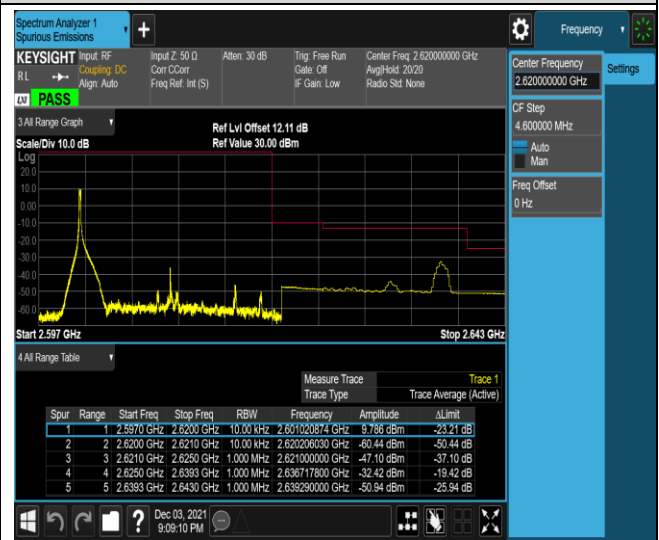 Spectrum Analyzer 1
Spurious Emissions
+
Frequency
KEYSIGHT Input: RF Input Z: 50 Ω Atten: 30 dB Trig: Free Run Center Freq: 2.620000000 GHz
RL Coupling: DC Corr CCorr Gate: Off Avg|Hold: 20/20
Align: Auto Freq Ref: Int (S) IF Gain: Low Radio Std: None
LXI PASS
Center Frequency
2.620000000 GHz
Settings
CF Step
4.600000 MHz
Auto
Man
Freq Offset
0 Hz
3 All Range Graph
Ref Lvl Offset 12.11 dB
Scale/Div 10.0 dB Ref Value 30.00 dBm
Log
20.0
10.0
0.00
-10.0
-20.0
-30.0
-40.0
-50.0
-60.0
Start 2.597 GHz Stop 2.643 GHz
4 All Range Table
Measure Trace Trace 1
Trace Type Trace Average (Active)
Spur Range Start Freq Stop Freq RBW Frequency Amplitude ΔLimit
1 1 2.5970 GHz 2.6200 GHz 10.00 kHz 2.601020874 GHz 9.786 dBm -23.21 dB
2 2 2.6200 GHz 2.6210 GHz 10.00 kHz 2.620206030 GHz -60.44 dBm -50.44 dB
3 3 2.6210 GHz 2.6250 GHz 1.000 MHz 2.621000000 GHz -47.10 dBm -37.10 dB
4 4 2.6250 GHz 2.6393 GHz 1.000 MHz 2.636717800 GHz -32.42 dBm -19.42 dB
5 5 2.6393 GHz 2.6430 GHz 1.000 MHz 2.639290000 GHz -50.94 dBm -25.94 dB
?
Dec 03, 2021
9:09:10 PM